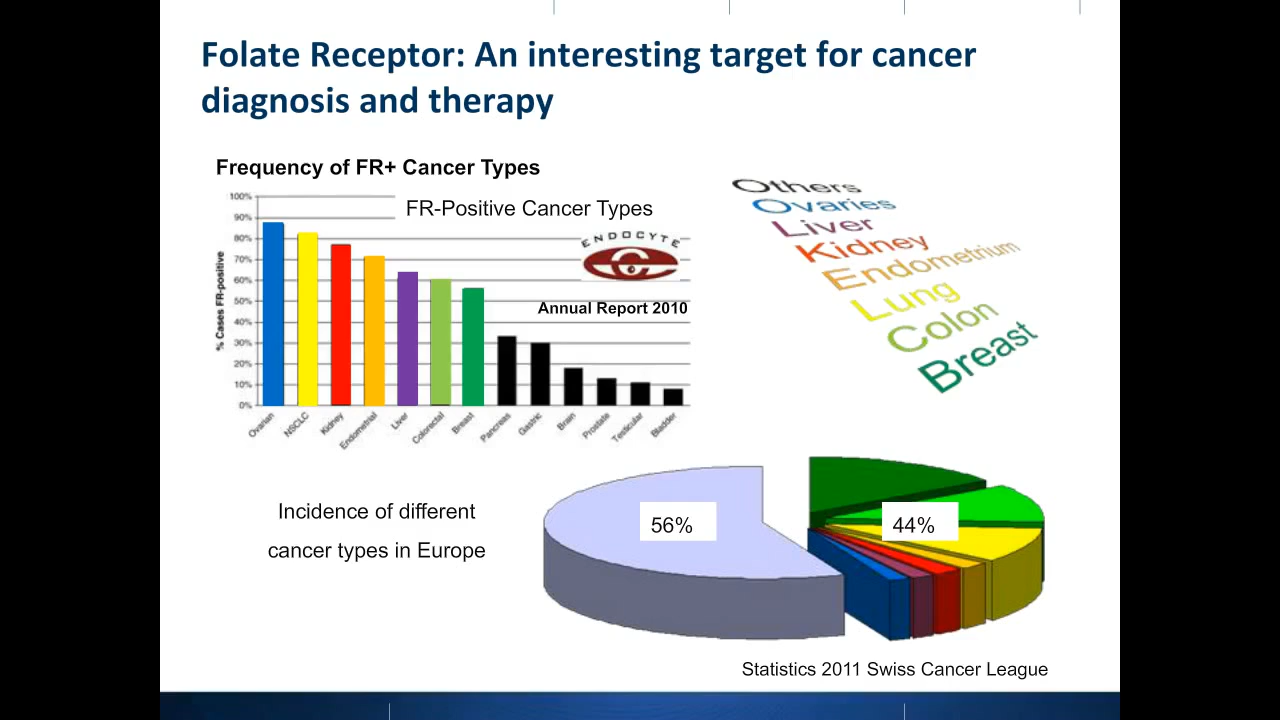 Folate Receptor: An interesting target for cancer
diagnosis and therapy
Frequency of FR+ Cancer Types
FR-Positive Cancer Types
ENDOCYTE
Annual Report 2010
% Cases FR-positive
100%
90%
80%
70%
60%
50%
40%
30%
20%
10%
0%
Ovarian
NSCLC
Kidney
Endometrial
Liver
Colorectal
Breast
Pancreas
Gastric
Brain
Prostate
Testicular
Bladder
Others
Ovaries
Liver
Kidney
Endometrium
Lung
Colon
Breast
Incidence of different
cancer types in Europe
56%
44%
Statistics 2011 Swiss Cancer League